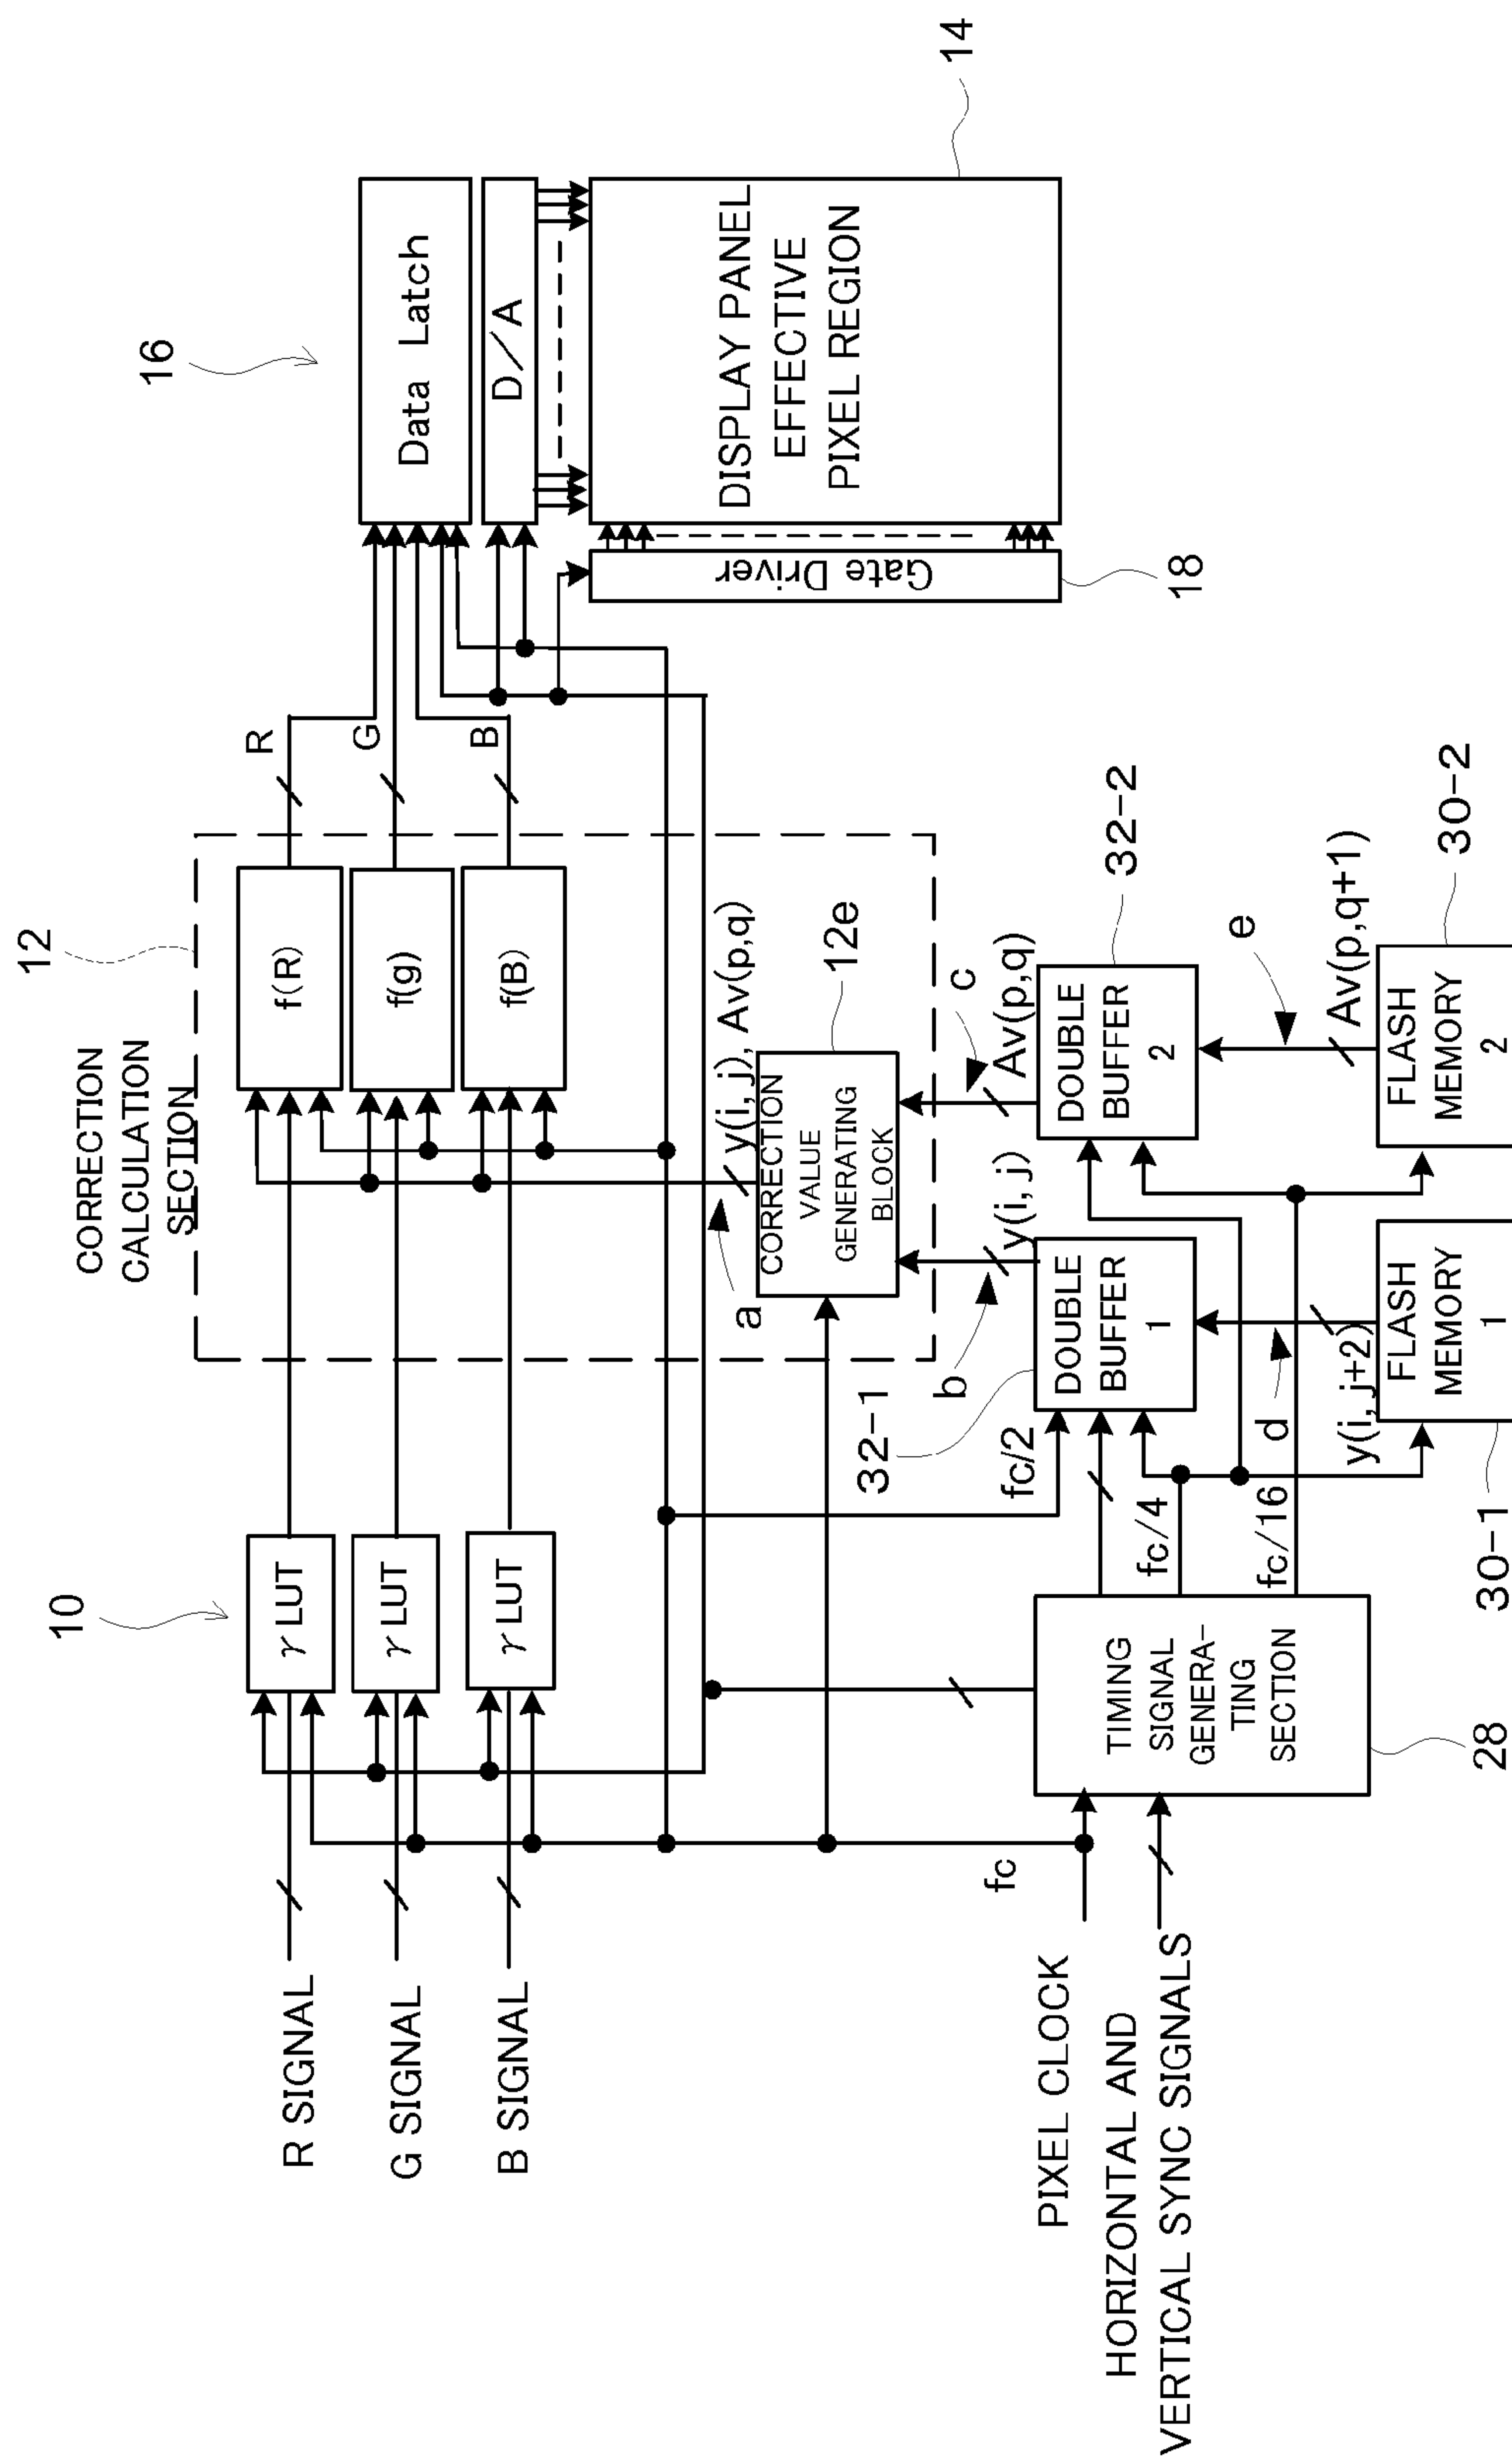 R SIGNAL
G SIGNAL
B SIGNAL
PIXEL CLOCK
HORIZONTAL AND
VERTICAL SYNC SIGNALS
fc
10
γ LUT
γ LUT
γ LUT
TIMING
SIGNAL
GENERA-
TING
SECTION
28
fc/2
fc/4
fc/16
CORRECTION
CALCULATION
SECTION
12
f(R)
f(g)
f(B)
a
y(i, j), Av(p,q)
CORRECTION
VALUE
GENERATING
BLOCK
12e
b
y(i, j)
c
Av(p,q)
32-1
DOUBLE
BUFFER
1
32-2
DOUBLE
BUFFER
2
d
y(i, j+2)
e
Av(p,q+1)
30-1
FLASH
MEMORY
1
30-2
FLASH
MEMORY
2
R
G
B
16
Data Latch
D/A
Gate Driver
18
DISPLAY PANEL
EFFECTIVE
PIXEL REGION
14